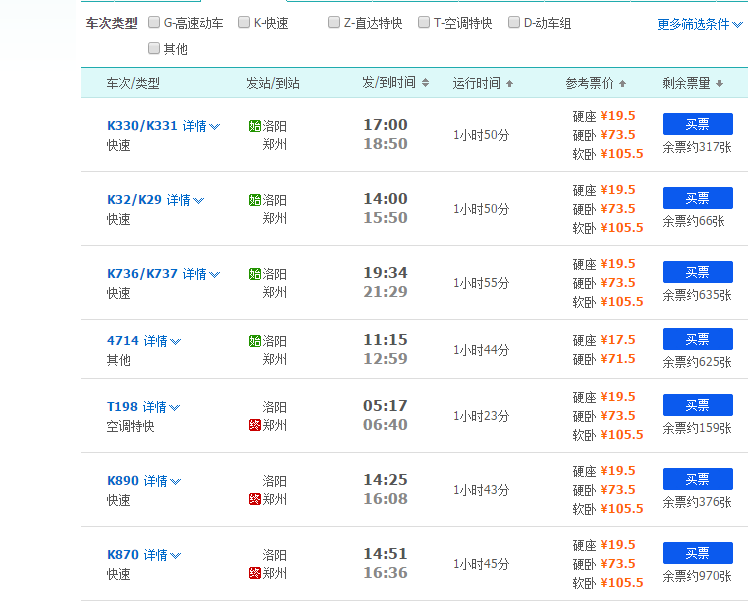 车次类型 G-高速动车 K-快速 Z-直达特快 T-空调特快 D-动车组 更多筛选条件
其他
车次/类型 发站/到站 发/到时间 运行时间 参考票价 剩余票量
K330/K331 详情 始 洛阳 17:00 1小时50分 硬座 ¥19.5 买票
快速 郑州 18:50 硬卧 ¥73.5 余票约317张
软卧 ¥105.5
K32/K29 详情 始 洛阳 14:00 1小时50分 硬座 ¥19.5 买票
快速 郑州 15:50 硬卧 ¥73.5 余票约66张
软卧 ¥105.5
K736/K737 详情 始 洛阳 19:34 1小时55分 硬座 ¥19.5 买票
快速 郑州 21:29 硬卧 ¥73.5 余票约635张
软卧 ¥105.5
4714 详情 始 洛阳 11:15 1小时44分 硬座 ¥17.5 买票
其他 郑州 12:59 硬卧 ¥71.5 余票约625张
T198 详情 洛阳 05:17 1小时23分 硬座 ¥19.5 买票
空调特快 终 郑州 06:40 硬卧 ¥73.5 余票约159张
软卧 ¥105.5
K890 详情 洛阳 14:25 1小时43分 硬座 ¥19.5 买票
快速 终 郑州 16:08 硬卧 ¥73.5 余票约376张
软卧 ¥105.5
K870 详情 洛阳 14:51 1小时45分 硬座 ¥19.5 买票
快速 终 郑州 16:36 硬卧 ¥73.5 余票约970张
软卧 ¥105.5